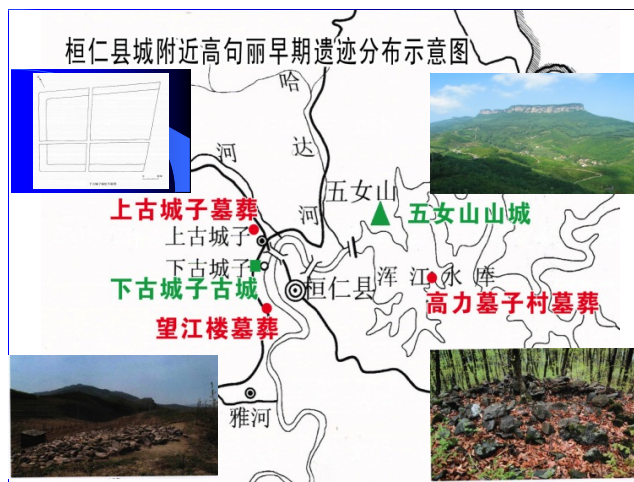 桓仁县城附近高句丽早期遗迹分布示意图
哈
达
河
河
五女山
五女山山城
上古城子墓葬
上古城子
下古城子
下古城子古城
桓仁县
浑江水库
高力墓子村墓葬
望江楼墓葬
雅河